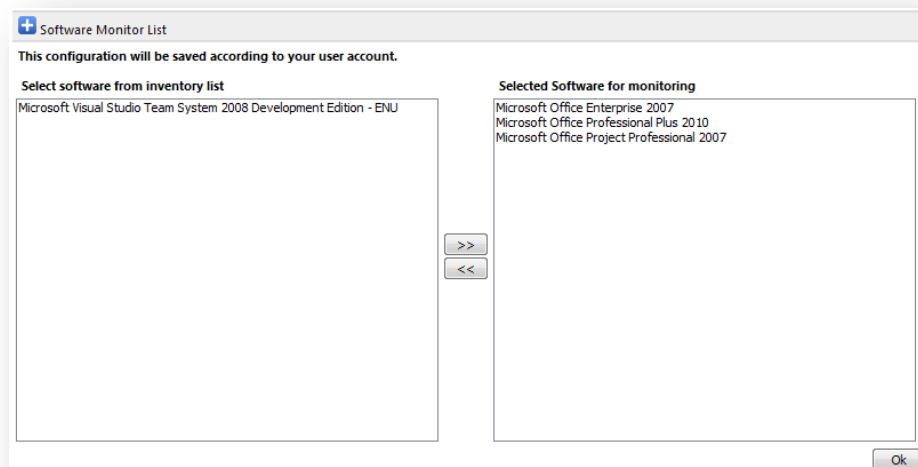 Software Monitor List
This configuration will be saved according to your user account.
Select software from inventory list
Microsoft Visual Studio Team System 2008 Development Edition - ENU
Selected Software for monitoring
Microsoft Office Enterprise 2007
Microsoft Office Professional Plus 2010
Microsoft Office Project Professional 2007
>>
<<
Ok